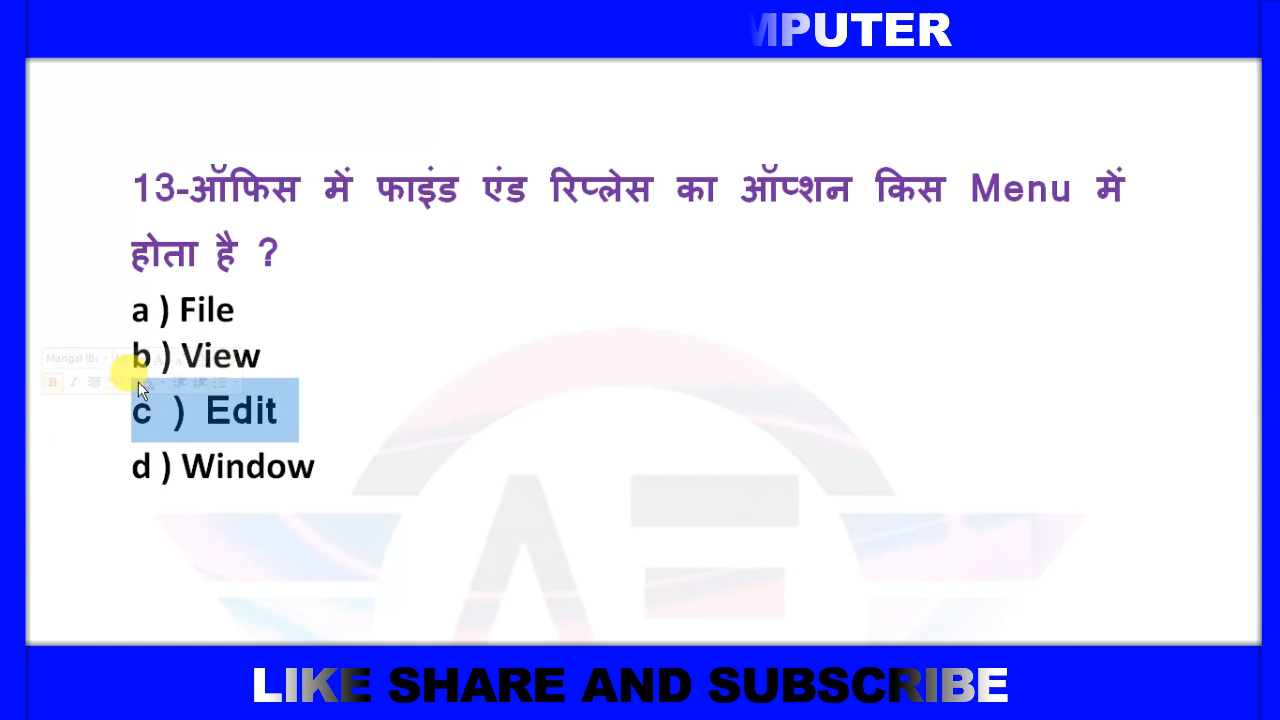 MPUTER
13-ऑफिस में फाइंड एंड रिप्लेस का ऑप्शन किस Menu में
होता है ?
a ) File
b ) View
c ) Edit
d ) Window
LIKE SHARE AND SUBSCRIBE